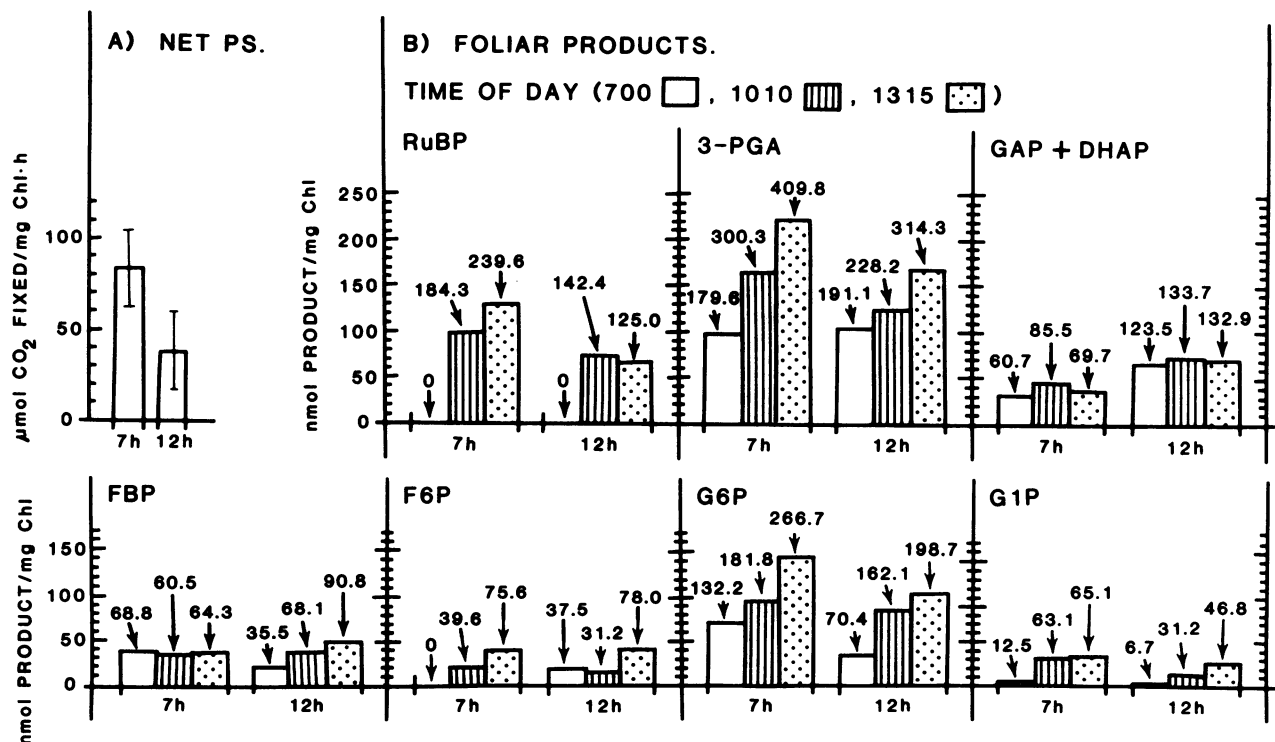 A) NET PS.
B) FOLIAR PRODUCTS.
TIME OF DAY (700 , 1010 , 1315 )
µmol CO2 FIXED/mg Chl·h
100
50
0
7h 12h
nmol PRODUCT/mg Chl
250
200
150
100
50
0
RuBP
0
184.3
239.6
0
142.4
125.0
7h 12h
3-PGA
179.6
300.3
409.8
191.1
228.2
314.3
7h 12h
GAP + DHAP
60.7
85.5
69.7
123.5
133.7
132.9
7h 12h
nmol PRODUCT/mg Chl
150
100
50
0
FBP
68.8
60.5
64.3
35.5
68.1
90.8
7h 12h
F6P
0
39.6
75.6
37.5
31.2
78.0
7h 12h
G6P
132.2
181.8
266.7
70.4
162.1
198.7
7h 12h
G1P
12.5
63.1
65.1
6.7
31.2
46.8
7h 12h